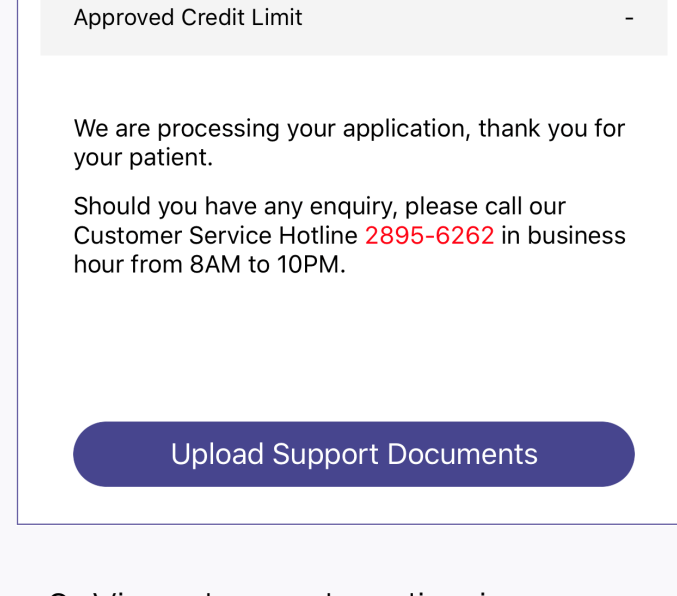 Approved Credit Limit -
We are processing your application, thank you for
your patient.
Should you have any enquiry, please call our
Customer Service Hotline 2895-6262 in business
hour from 8AM to 10PM.
Upload Support Documents